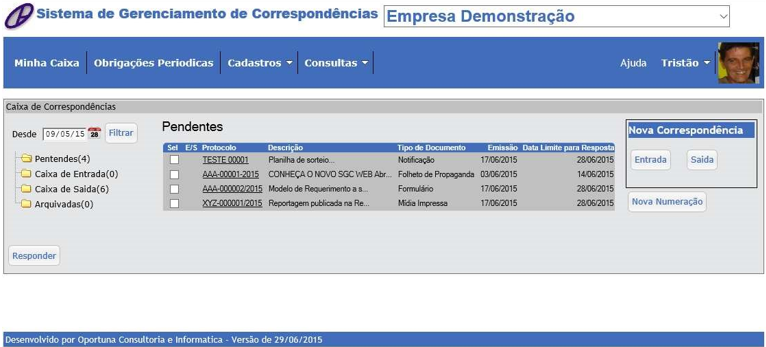 Sistema de Gerenciamento de Correspondências Empresa Demonstração
Minha Caixa Obrigações Periodicas Cadastros Consultas Ajuda Tristão
Caixa de Correspondências
Desde 09/05/15 28 Filtrar
Pentendes(4)
Caixa de Entrada(0)
Caixa de Saida(6)
Arquivadas(0)
Responder
Pendentes
Sel E/S Protocolo Descrição Tipo de Documento Emissão Data Limite para Resposta
TESTE 00001 Planilha de sorteio... Notificação 17/06/2015 28/06/2015
AAA-00001-2015 CONHEÇA O NOVO SGC WEB Abr... Folheto de Propaganda 03/06/2015 14/06/2015
AAA-000002/2015 Modelo de Requerimento a s... Formulário 17/06/2015 28/06/2015
XYZ-000001/2015 Reportagem publicada na Re... Mídia Impressa 17/06/2015 28/06/2015
Nova Correspondência
Entrada Saida
Nova Numeração
Desenvolvido por Oportuna Consultoria e Informatica - Versão de 29/06/2015